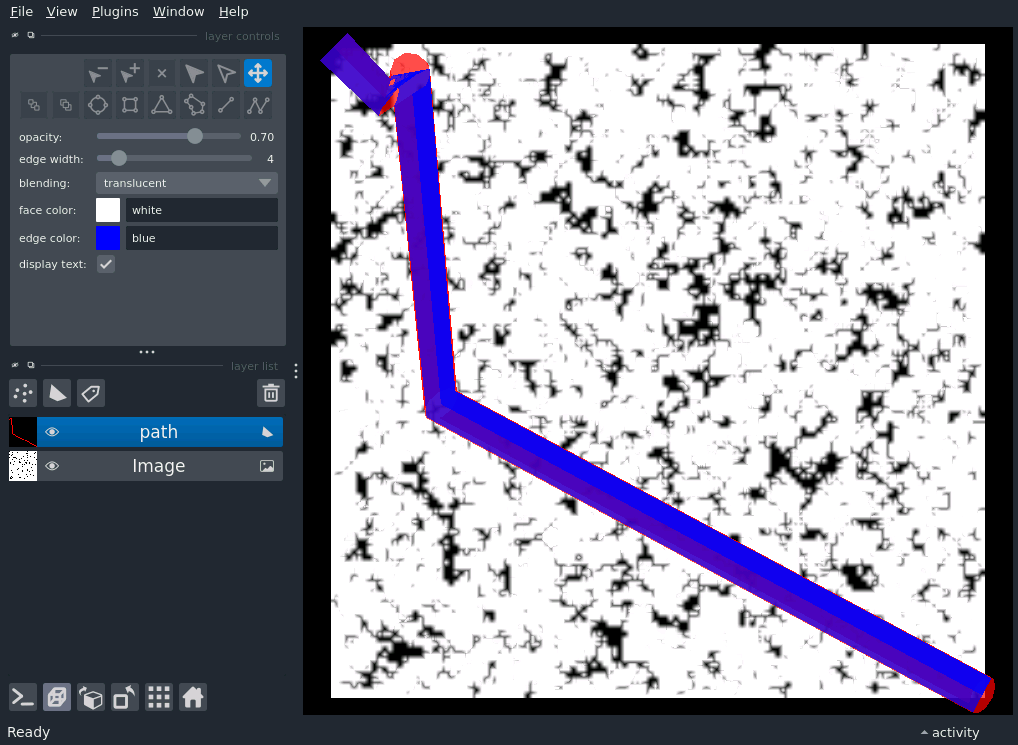 File View Plugins Window Help
layer controls
opacity: 0.70
edge width: 4
blending: translucent
face color: white
edge color: blue
display text:
layer list
path
Image
Ready
activity